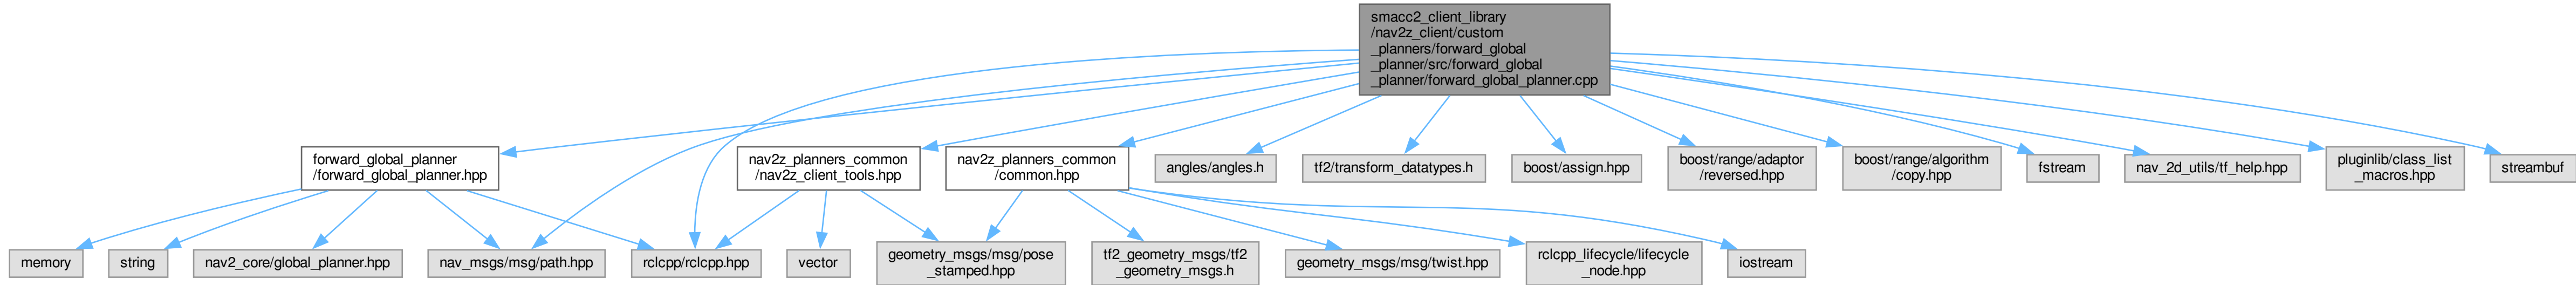 smacc2_client_library
/nav2z_client/custom
_planners/forward_global
_planner/src/forward_global
_planner/forward_global_planner.cpp
forward_global_planner
/forward_global_planner.hpp
nav2z_planners_common
/nav2z_client_tools.hpp
nav2z_planners_common
/common.hpp
angles/angles.h
tf2/transform_datatypes.h
boost/assign.hpp
boost/range/adaptor
/reversed.hpp
boost/range/algorithm
/copy.hpp
fstream
nav_2d_utils/tf_help.hpp
pluginlib/class_list
_macros.hpp
streambuf
memory
string
nav2_core/global_planner.hpp
nav_msgs/msg/path.hpp
rclcpp/rclcpp.hpp
vector
geometry_msgs/msg/pose
_stamped.hpp
tf2_geometry_msgs/tf2
_geometry_msgs.h
geometry_msgs/msg/twist.hpp
rclcpp_lifecycle/lifecycle
_node.hpp
iostream